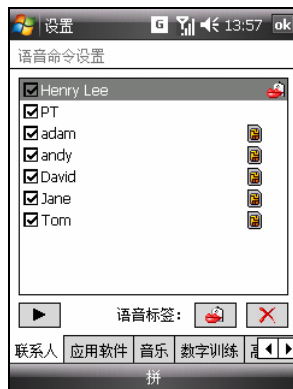 设置 G 13:57 ok
语音命令设置
Henry Lee
PT
adam
andy
David
Jane
Tom
语音标签:
联系人 应用软件 音乐 数字训练
拼